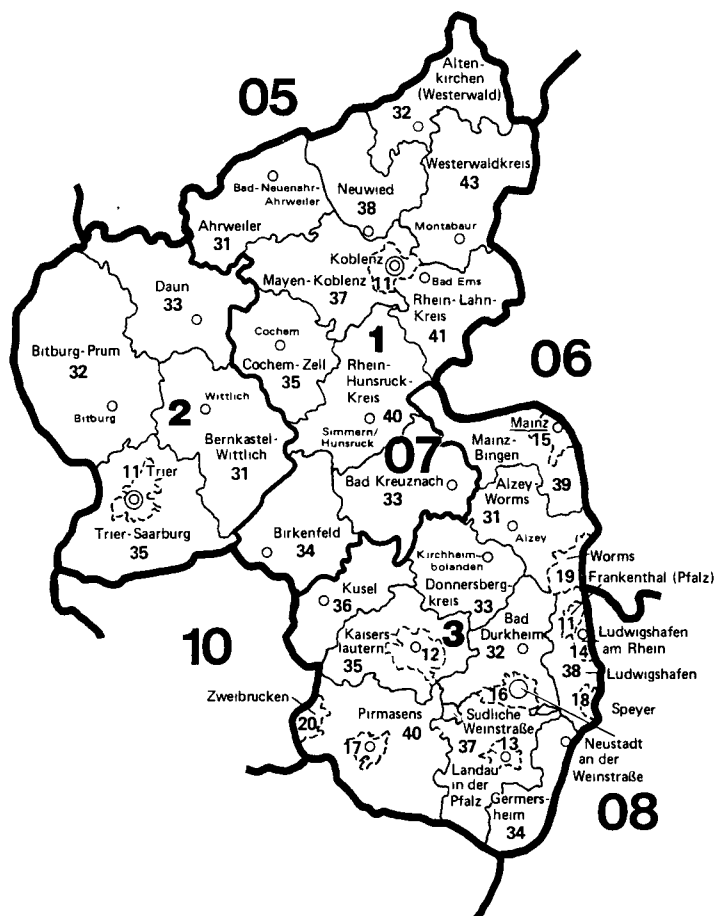 05
Alten-
kirchen
(Westerwald)
32
Westerwaldkreis
43
Bad-Neuenahr-
Ahrweiler
Neuwied
38
Ahrweiler
31
Montabaur
Koblenz
11
Mayen-Koblenz
37
Bad Ems
Rhein-Lahn-
Kreis
41
Daun
33
Cochem
Cochem-Zell
35
1
Rhein-
Hunsruck-
Kreis
40
Simmern/
Hunsruck
06
Bitburg-Prum
32
Bitburg
2
Wittlich
Bernkastel-
Wittlich
31
07
Mainz
15
Mainz-
Bingen
39
11
Trier
Trier-Saarburg
35
Bad Kreuznach
33
Alzey-
Worms
31
Alzey
Birkenfeld
34
Kirchheim-
bolanden
Donnersberg-
kreis
33
Worms
19
Frankenthal (Pfalz)
11
Kusel
36
10
3
Bad
Durkheim
32
Ludwigshafen
am Rhein
14
Kaisers-
lautern
35
12
38
Ludwigshafen
Zweibrucken
20
16
18
Speyer
Pirmasens
40
17
Sudliche
Weinstraße
37
13
Neustadt
an der
Weinstraße
Landau
in der
Pfalz
Germers-
heim
34
08